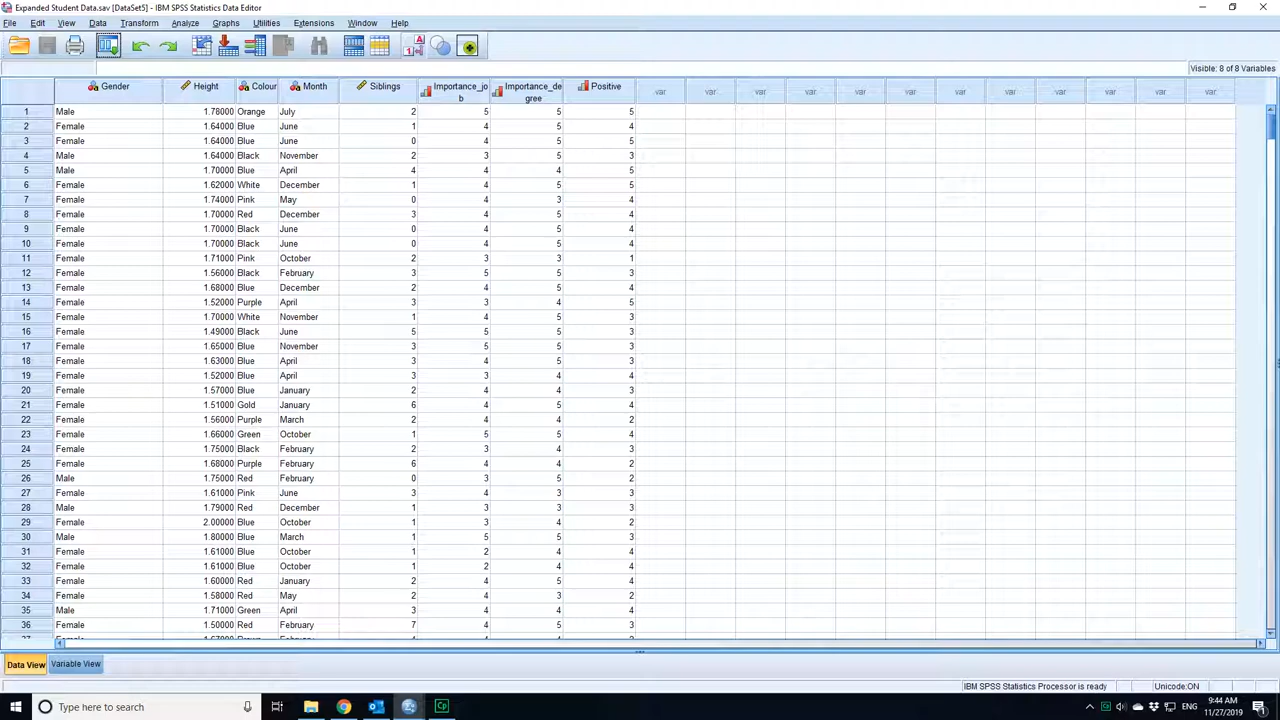 Expanded Student Data.sav [DataSet5] - IBM SPSS Statistics Data Editor
File Edit View Data Transform Analyze Graphs Utilities Extensions Window Help
Visible: 8 of 8 Variables
Gender Height Colour Month Siblings Importance_job Importance_degree Positive var var var var var var var var var var var var
1 Male 1.78000 Orange July 2 5 5 5
2 Female 1.64000 Blue June 1 4 5 4
3 Female 1.64000 Blue June 0 4 5 5
4 Male 1.64000 Black November 2 3 5 3
5 Male 1.70000 Blue April 4 4 4 5
6 Female 1.62000 White December 1 4 5 5
7 Female 1.74000 Pink May 0 4 3 4
8 Female 1.70000 Red December 3 4 5 4
9 Female 1.70000 Black June 0 4 5 4
10 Female 1.70000 Black June 0 4 5 4
11 Female 1.71000 Pink October 2 3 3 1
12 Female 1.56000 Black February 3 5 5 3
13 Female 1.68000 Blue December 2 4 5 4
14 Female 1.52000 Purple April 3 3 4 5
15 Female 1.70000 White November 1 4 5 3
16 Female 1.49000 Black June 5 5 5 3
17 Female 1.65000 Blue November 3 5 5 3
18 Female 1.63000 Blue April 3 4 5 3
19 Female 1.52000 Blue April 3 3 4 4
20 Female 1.57000 Blue January 2 4 4 3
21 Female 1.51000 Gold January 6 4 5 4
22 Female 1.56000 Purple March 2 4 4 2
23 Female 1.66000 Green October 1 5 5 4
24 Female 1.75000 Black February 2 3 4 3
25 Female 1.68000 Purple February 6 4 4 2
26 Male 1.75000 Red February 0 3 5 2
27 Female 1.61000 Pink June 3 4 3 3
28 Male 1.79000 Red December 1 3 3 3
29 Female 2.00000 Blue October 1 3 4 2
30 Male 1.80000 Blue March 1 5 5 3
31 Female 1.61000 Blue October 1 2 4 4
32 Female 1.61000 Blue October 1 2 4 4
33 Female 1.60000 Red January 2 4 5 4
34 Female 1.58000 Red May 2 4 3 2
35 Male 1.71000 Green April 3 4 4 4
36 Female 1.50000 Red February 7 4 5 3
Data View Variable View
IBM SPSS Statistics Processor is ready Unicode:ON
Type here to search
ENG
9:44 AM
11/27/2019